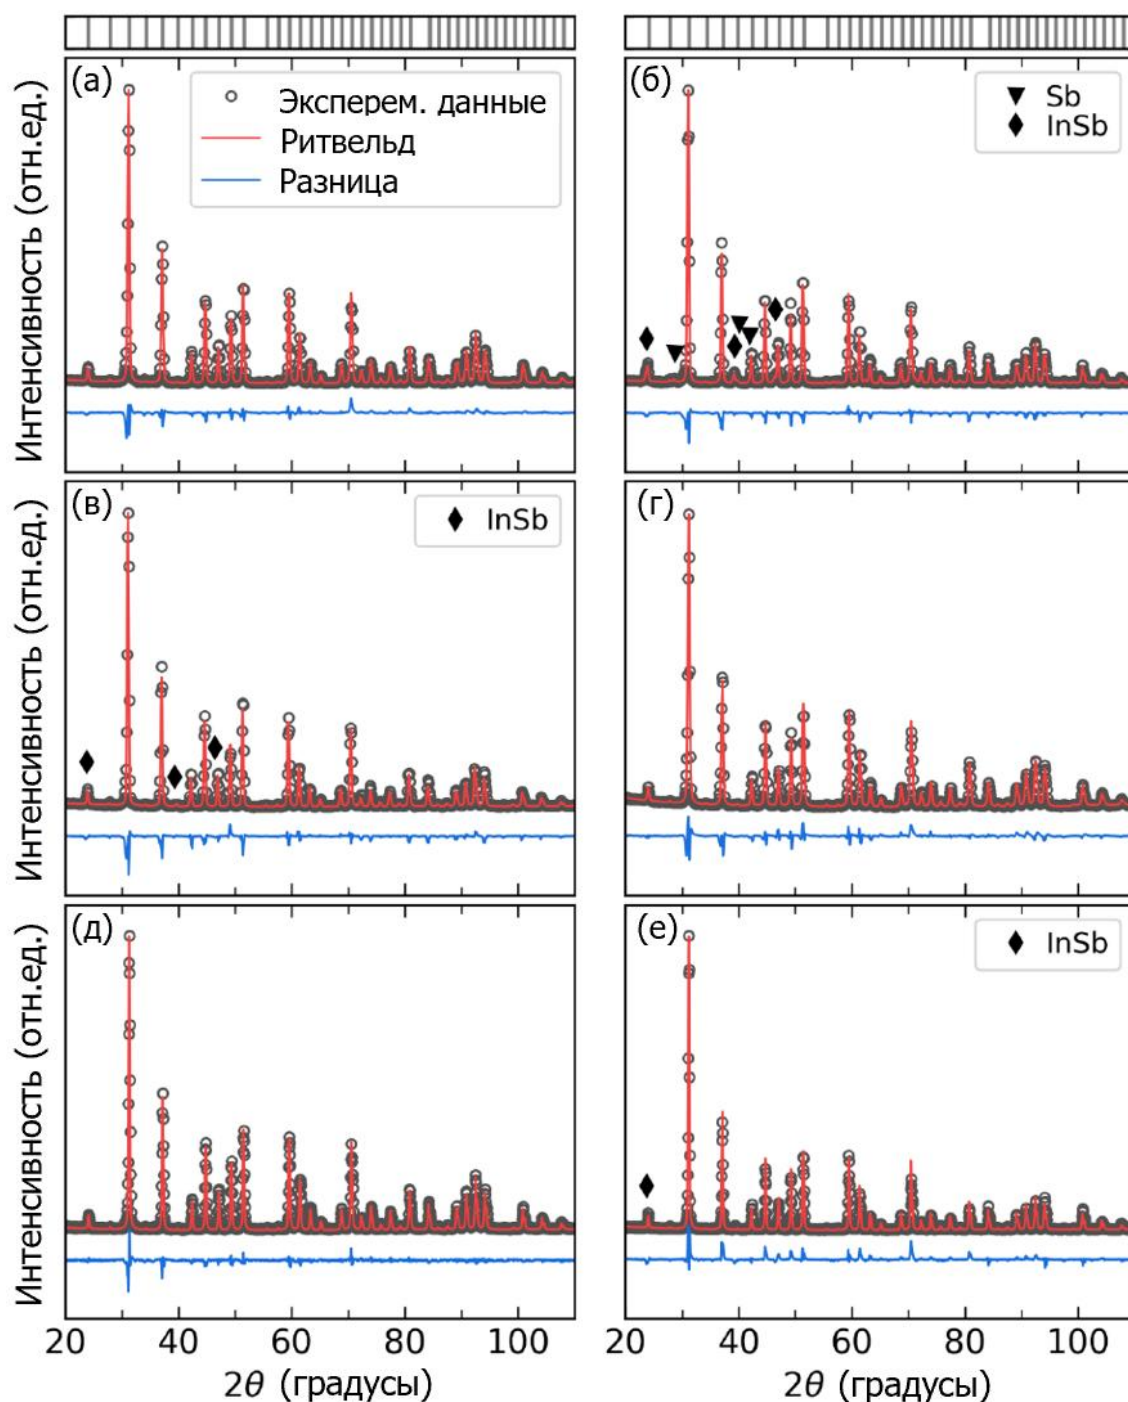 (а)
Эксперем. данные
Ритвельд
Разница
Интенсивность (отн.ед.)
(б)
Sb
InSb
(в)
InSb
Интенсивность (отн.ед.)
(г)
(д)
Интенсивность (отн.ед.)
(е)
InSb
20 40 60 80 100
2θ (градусы)
20 40 60 80 100
2θ (градусы)